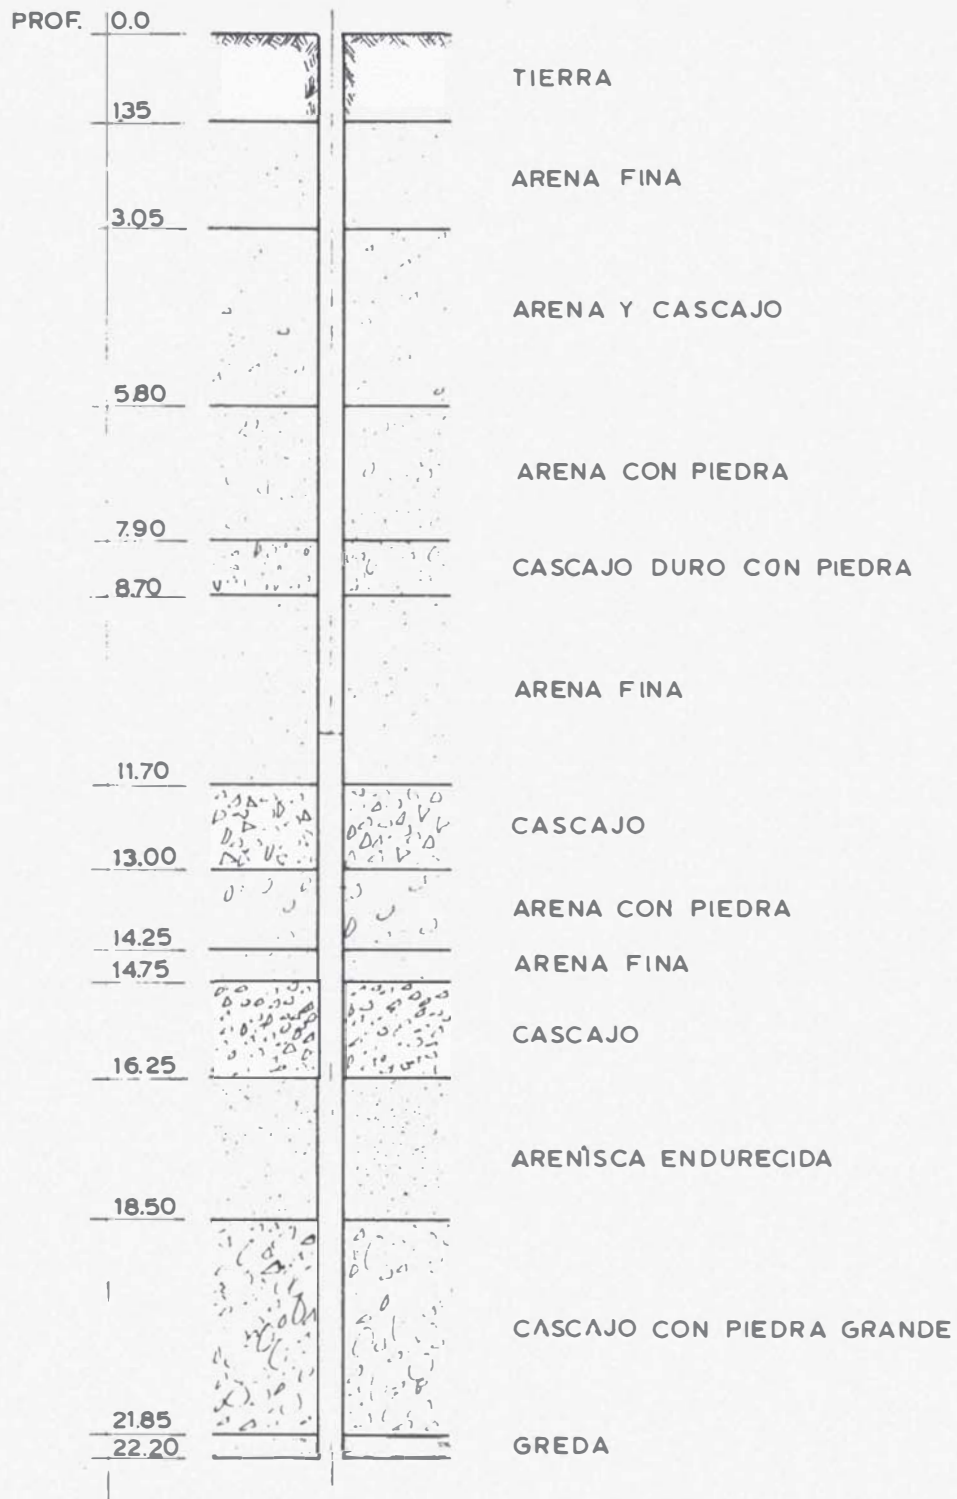 PROF. 0.0
TIERRA
135
ARENA FINA
3.05
ARENA Y CASCAJO
5.80
ARENA CON PIEDRA
7.90
CASCAJO DURO CON PIEDRA
8.70
ARENA FINA
11.70
CASCAJO
13.00
ARENA CON PIEDRA
14.25
ARENA FINA
14.75
CASCAJO
16.25
ARENISCA ENDURECIDA
18.50
CASCAJO CON PIEDRA GRANDE
21.85
GREDA
22.20